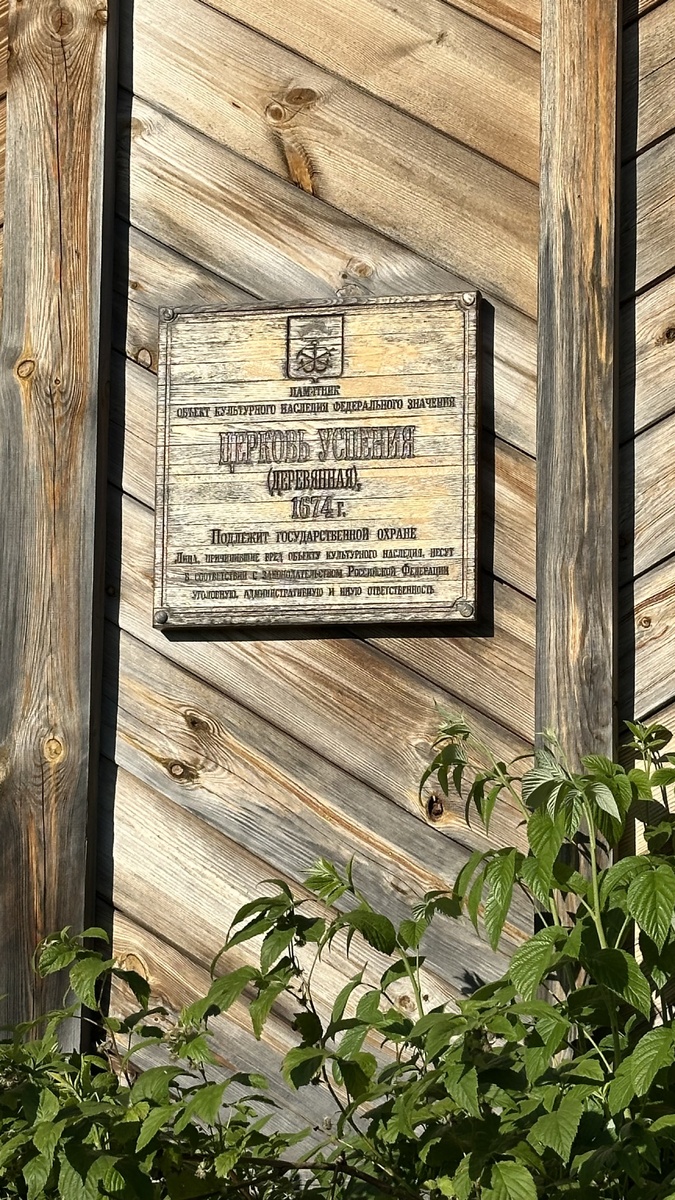 ПАМЯТНИК
ОБЪЕКТ КУЛЬТУРНОГО НАСЛЕДИЯ ФЕДЕРАЛЬНОГО ЗНАЧЕНИЯ
ЦЕРКОВЬ УСПЕНИЯ
(ДЕРЕВЯННАЯ),
1674 г.
Подлежит государственной охране
Лица, причинившие вред объекту культурного наследия, несут
в соответствии с законодательством Российской Федерации
уголовную, административную и иную ответственность